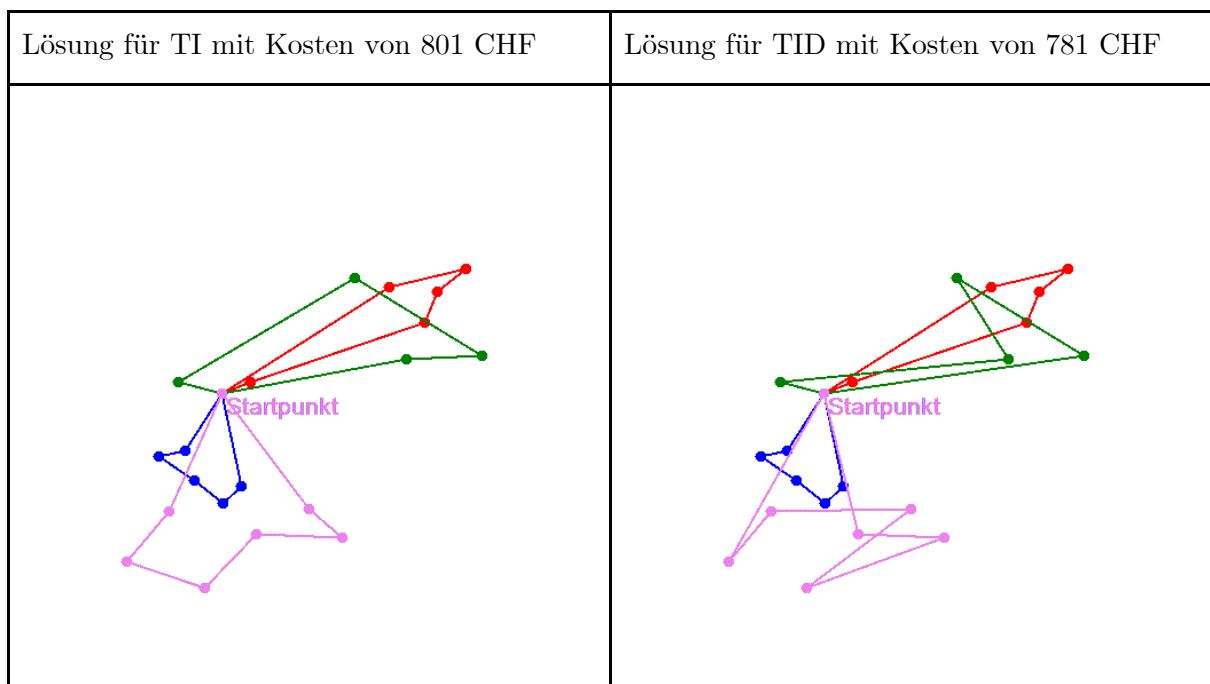 Lösung für TI mit Kosten von 801 CHF
Lösung für TID mit Kosten von 781 CHF
Startpunkt
Startpunkt